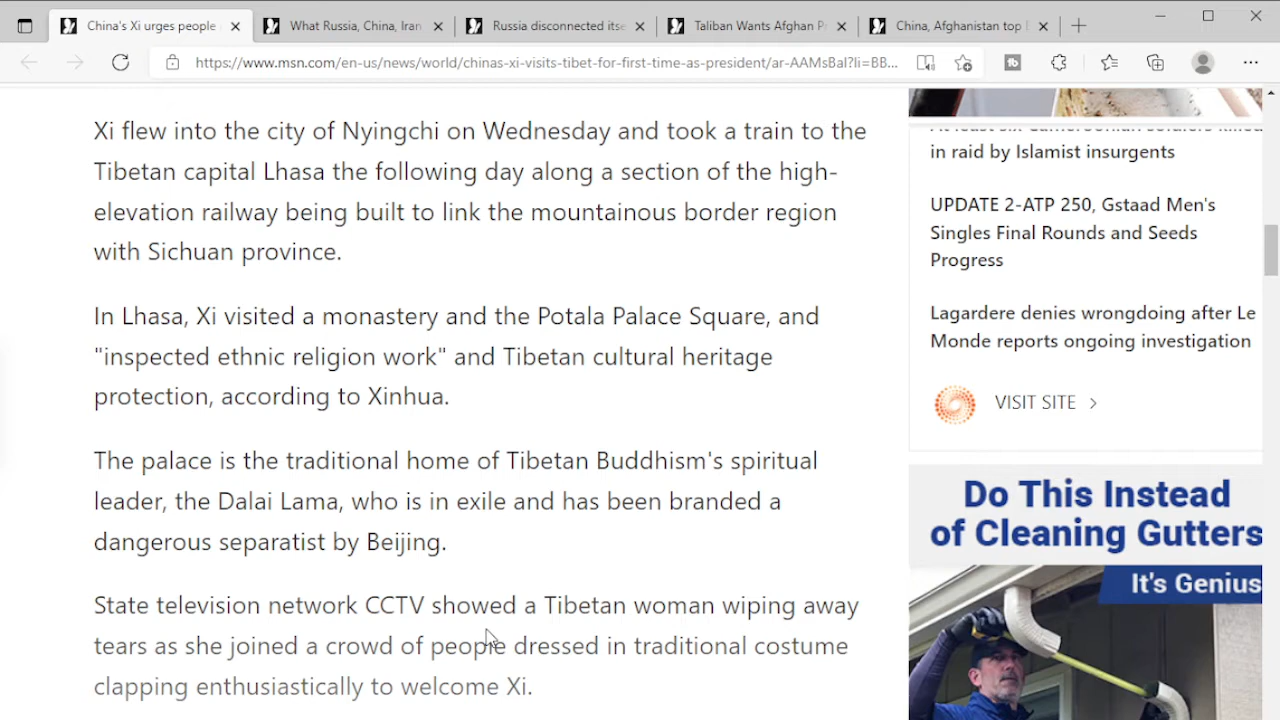 China's Xi urges people
What Russia, China, Iran
Russia disconnected itse
Taliban Wants Afghan P
China, Afghanistan top
https://www.msn.com/en-us/news/world/chinas-xi-visits-tibet-for-first-time-as-president/ar-AAMsBal?li=BB...
Xi flew into the city of Nyingchi on Wednesday and took a train to the
Tibetan capital Lhasa the following day along a section of the high-
elevation railway being built to link the mountainous border region
with Sichuan province.
In Lhasa, Xi visited a monastery and the Potala Palace Square, and
"inspected ethnic religion work" and Tibetan cultural heritage
protection, according to Xinhua.
The palace is the traditional home of Tibetan Buddhism's spiritual
leader, the Dalai Lama, who is in exile and has been branded a
dangerous separatist by Beijing.
State television network CCTV showed a Tibetan woman wiping away
tears as she joined a crowd of people dressed in traditional costume
clapping enthusiastically to welcome Xi.
At least six Cameroonian soldiers killed
in raid by Islamist insurgents
UPDATE 2-ATP 250, Gstaad Men's
Singles Final Rounds and Seeds
Progress
Lagardere denies wrongdoing after Le
Monde reports ongoing investigation
VISIT SITE >
Do This Instead
of Cleaning Gutters
It's Genius